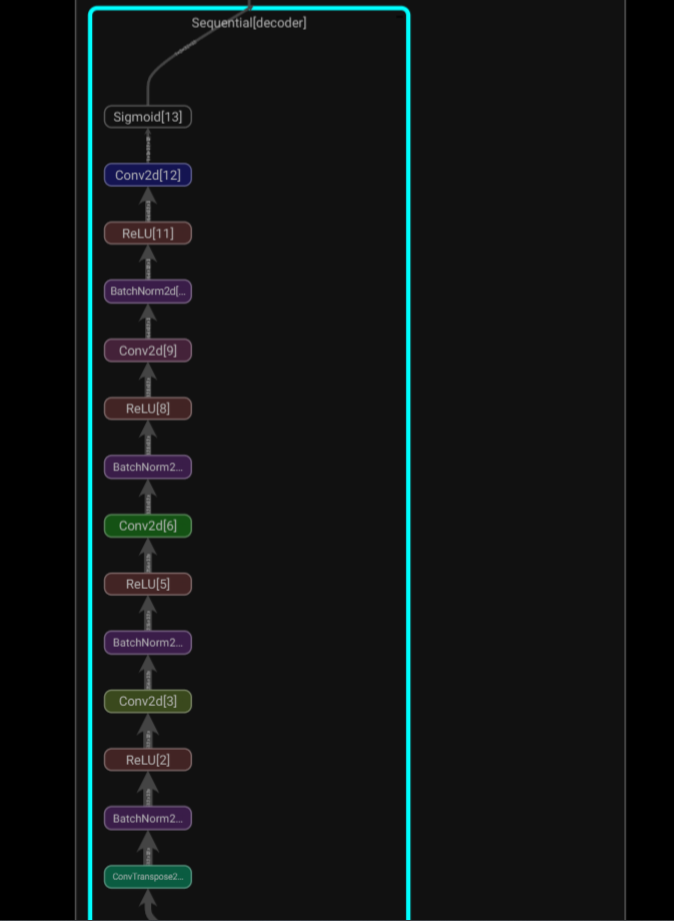 Sequential[decoder]
Sigmoid[13]
Conv2d[12]
ReLU[11]
BatchNorm2d[...
Conv2d[9]
ReLU[8]
BatchNorm2...
Conv2d[6]
ReLU[5]
BatchNorm2...
Conv2d[3]
ReLU[2]
BatchNorm2...
ConvTranspose2...